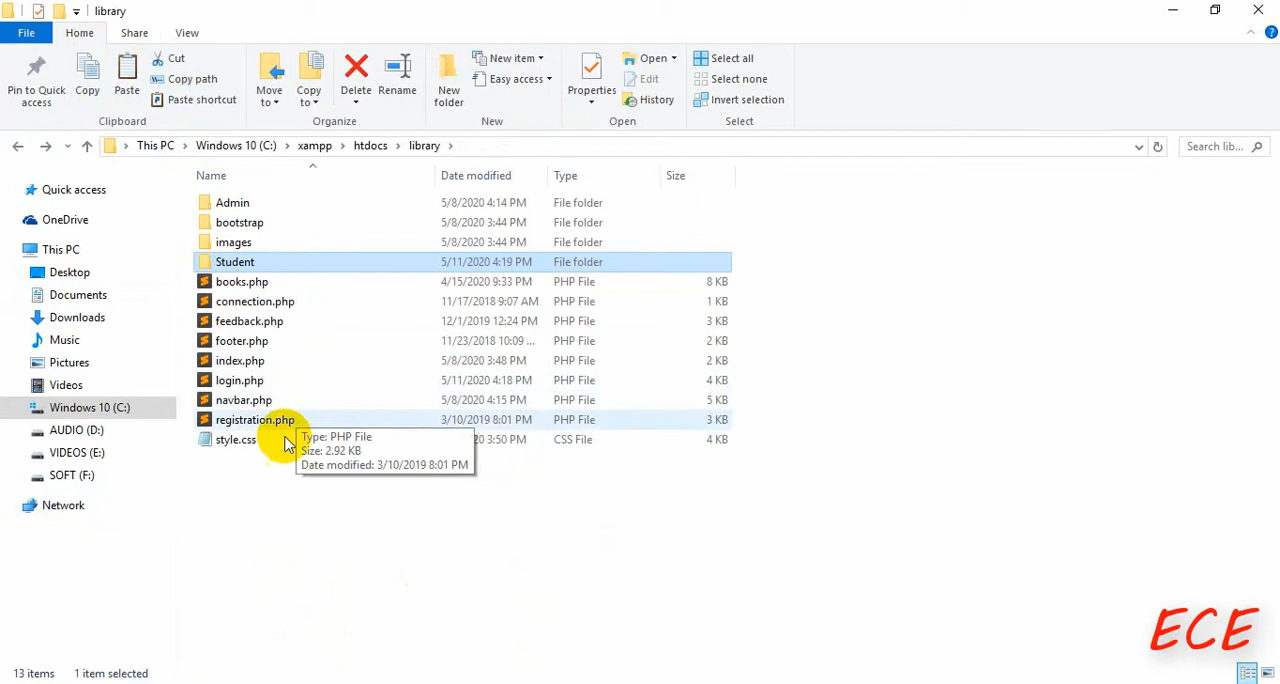 library
File Home Share View
Pin to Quick access
Copy
Paste
Cut
Copy path
Paste shortcut
Clipboard
Move to
Copy to
Delete
Rename
Organize
New folder
New item
Easy access
New
Properties
Open
Edit
History
Open
Select all
Select none
Invert selection
Select
This PC > Windows 10 (C:) > xampp > htdocs > library >
Search lib...
Quick access
OneDrive
This PC
Desktop
Documents
Downloads
Music
Pictures
Videos
Windows 10 (C:)
AUDIO (D:)
VIDEOS (E:)
SOFT (F:)
Network
Name Date modified Type Size
Admin 5/8/2020 4:14 PM File folder
bootstrap 5/8/2020 3:44 PM File folder
images 5/8/2020 3:44 PM File folder
Student 5/11/2020 4:19 PM File folder
books.php 4/15/2020 9:33 PM PHP File 8 KB
connection.php 11/17/2018 9:07 AM PHP File 1 KB
feedback.php 12/1/2019 12:24 PM PHP File 3 KB
footer.php 11/23/2018 10:09 ... PHP File 2 KB
index.php 5/8/2020 3:48 PM PHP File 2 KB
login.php 5/11/2020 4:18 PM PHP File 4 KB
navbar.php 5/8/2020 4:15 PM PHP File 5 KB
registration.php 3/10/2019 8:01 PM PHP File 3 KB
style.css 20 3:50 PM CSS File 4 KB
Type: PHP File
Size: 2.92 KB
Date modified: 3/10/2019 8:01 PM
ECE
13 items 1 item selected